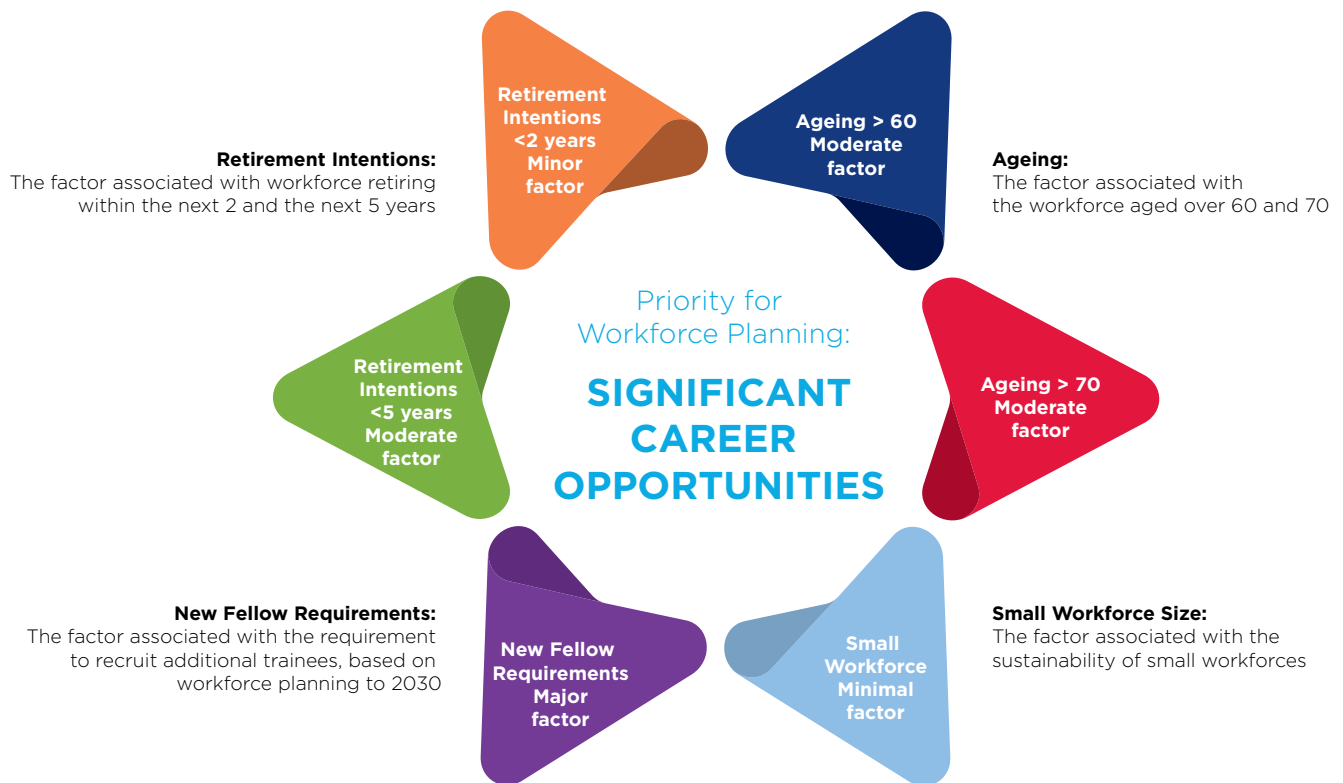 Retirement
Intentions
<2 years
Minor
factor
Ageing > 60
Moderate
factor
Retirement Intentions:
The factor associated with workforce retiring
within the next 2 and the next 5 years
Ageing:
The factor associated with
the workforce aged over 60 and 70
Priority for
Workforce Planning:
SIGNIFICANT
CAREER
OPPORTUNITIES
Retirement
Intentions
<5 years
Moderate
factor
Ageing > 70
Moderate
factor
New Fellow Requirements:
The factor associated with the requirement
to recruit additional trainees, based on
workforce planning to 2030
New Fellow
Requirements
Major
factor
Small
Workforce
Minimal
factor
Small Workforce Size:
The factor associated with the
sustainability of small workforces